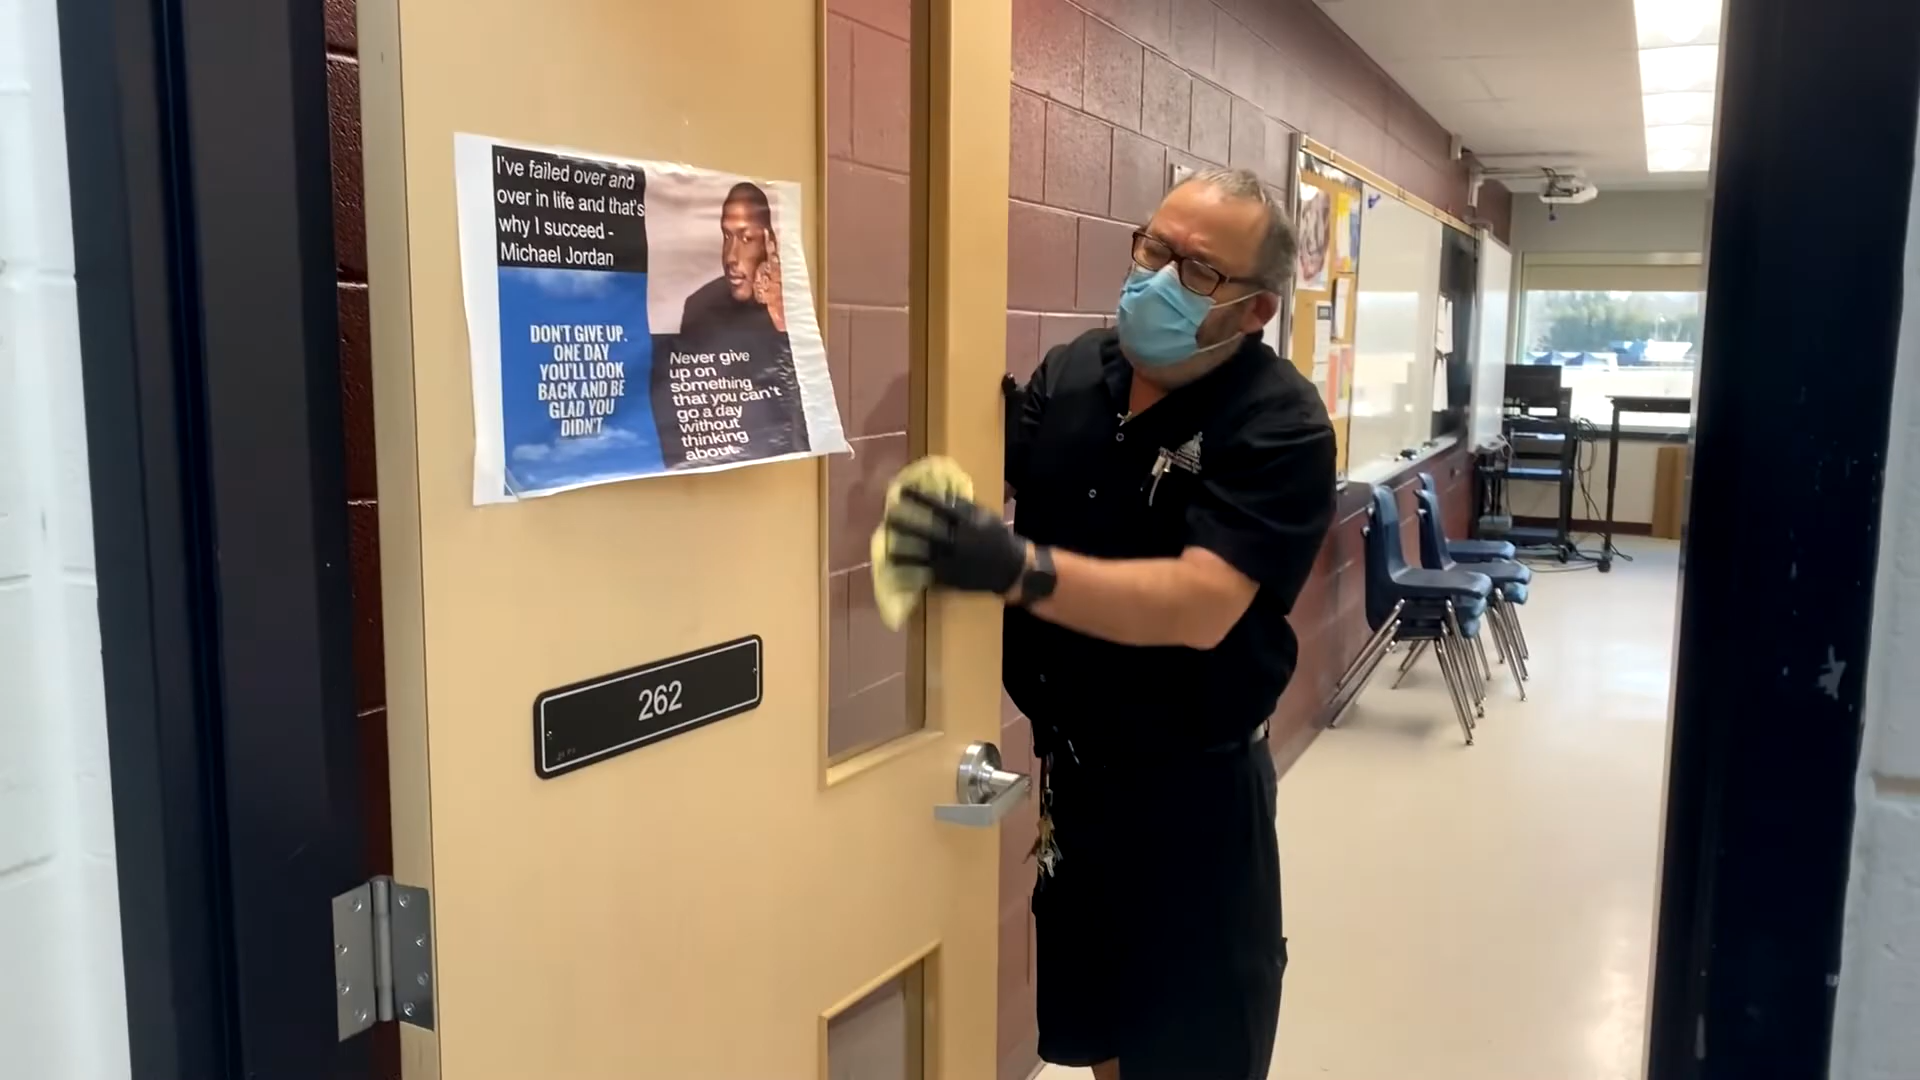 I've failed over and
over in life and that's
why I succeed -
Michael Jordan
DON'T GIVE UP.
ONE DAY
YOU'LL LOOK
BACK AND BE
GLAD YOU
DIDN'T
Never give
up on
something
that you can't
go a day
without
thinking
about.
262